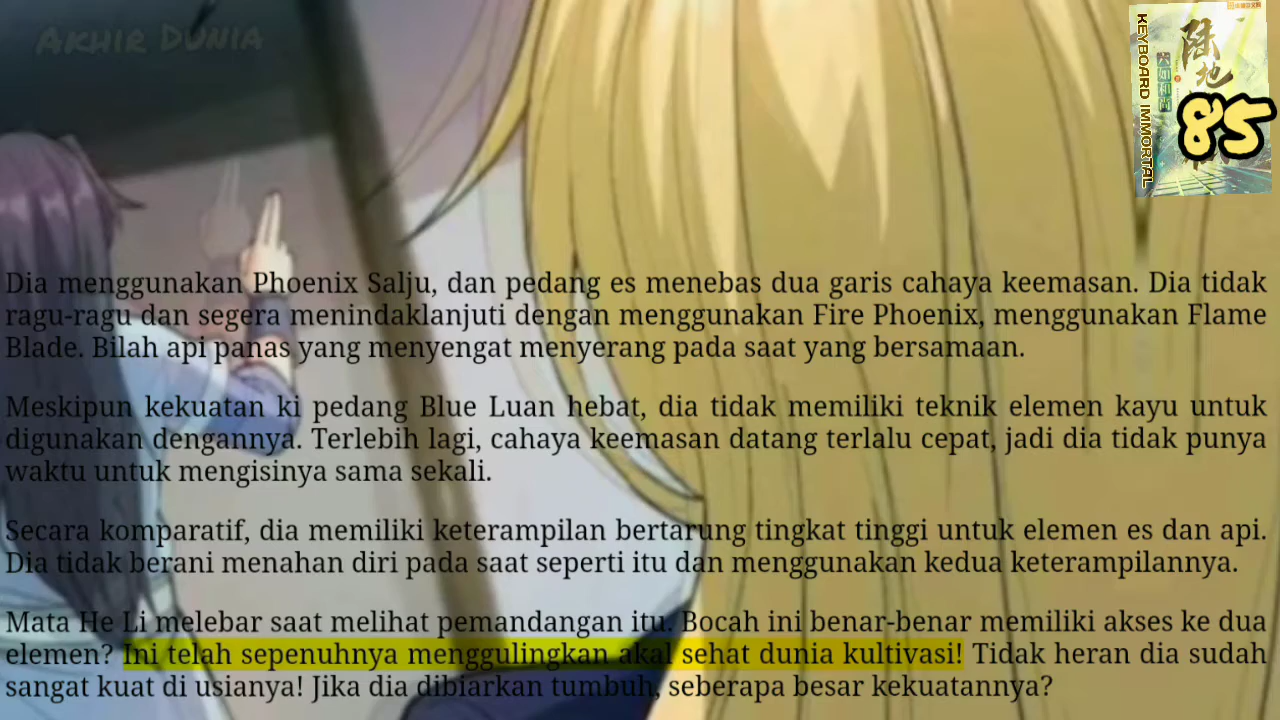 AKHIR DUNIA
KEYBOARD IMMORTAL
陆地
85
Dia menggunakan Phoenix Salju, dan pedang es menebas dua garis cahaya keemasan. Dia tidak
ragu-ragu dan segera menindaklanjuti dengan menggunakan Fire Phoenix, menggunakan Flame
Blade. Bilah api panas yang menyengat menyerang pada saat yang bersamaan.
Meskipun kekuatan ki pedang Blue Luan hebat, dia tidak memiliki teknik elemen kayu untuk
digunakan dengannya. Terlebih lagi, cahaya keemasan datang terlalu cepat, jadi dia tidak punya
waktu untuk mengisinya sama sekali.
Secara komparatif, dia memiliki keterampilan bertarung tingkat tinggi untuk elemen es dan api.
Dia tidak berani menahan diri pada saat seperti itu dan menggunakan kedua keterampilannya.
Mata He Li melebar saat melihat pemandangan itu. Bocah ini benar-benar memiliki akses ke dua
elemen? Ini telah sepenuhnya menggulingkan akal sehat dunia kultivasi! Tidak heran dia sudah
sangat kuat di usianya! Jika dia dibiarkan tumbuh, seberapa besar kekuatannya?